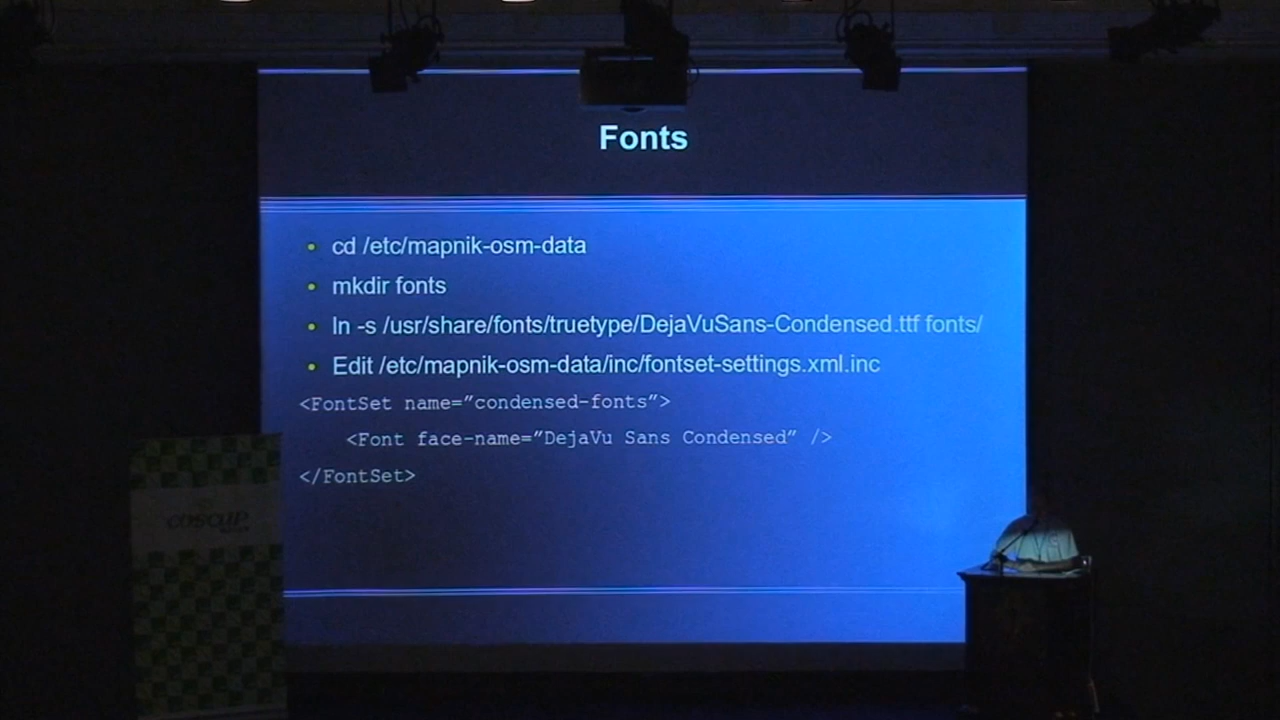 Fonts
cd /etc/mapnik-osm-data
mkdir fonts
ln -s /usr/share/fonts/truetype/DejaVuSans-Condensed.ttf fonts/
Edit /etc/mapnik-osm-data/inc/fontset-settings.xml.inc
<FontSet name=”condensed-fonts”>
<Font face-name=”DejaVu Sans Condensed” />
</FontSet>
COSCUP